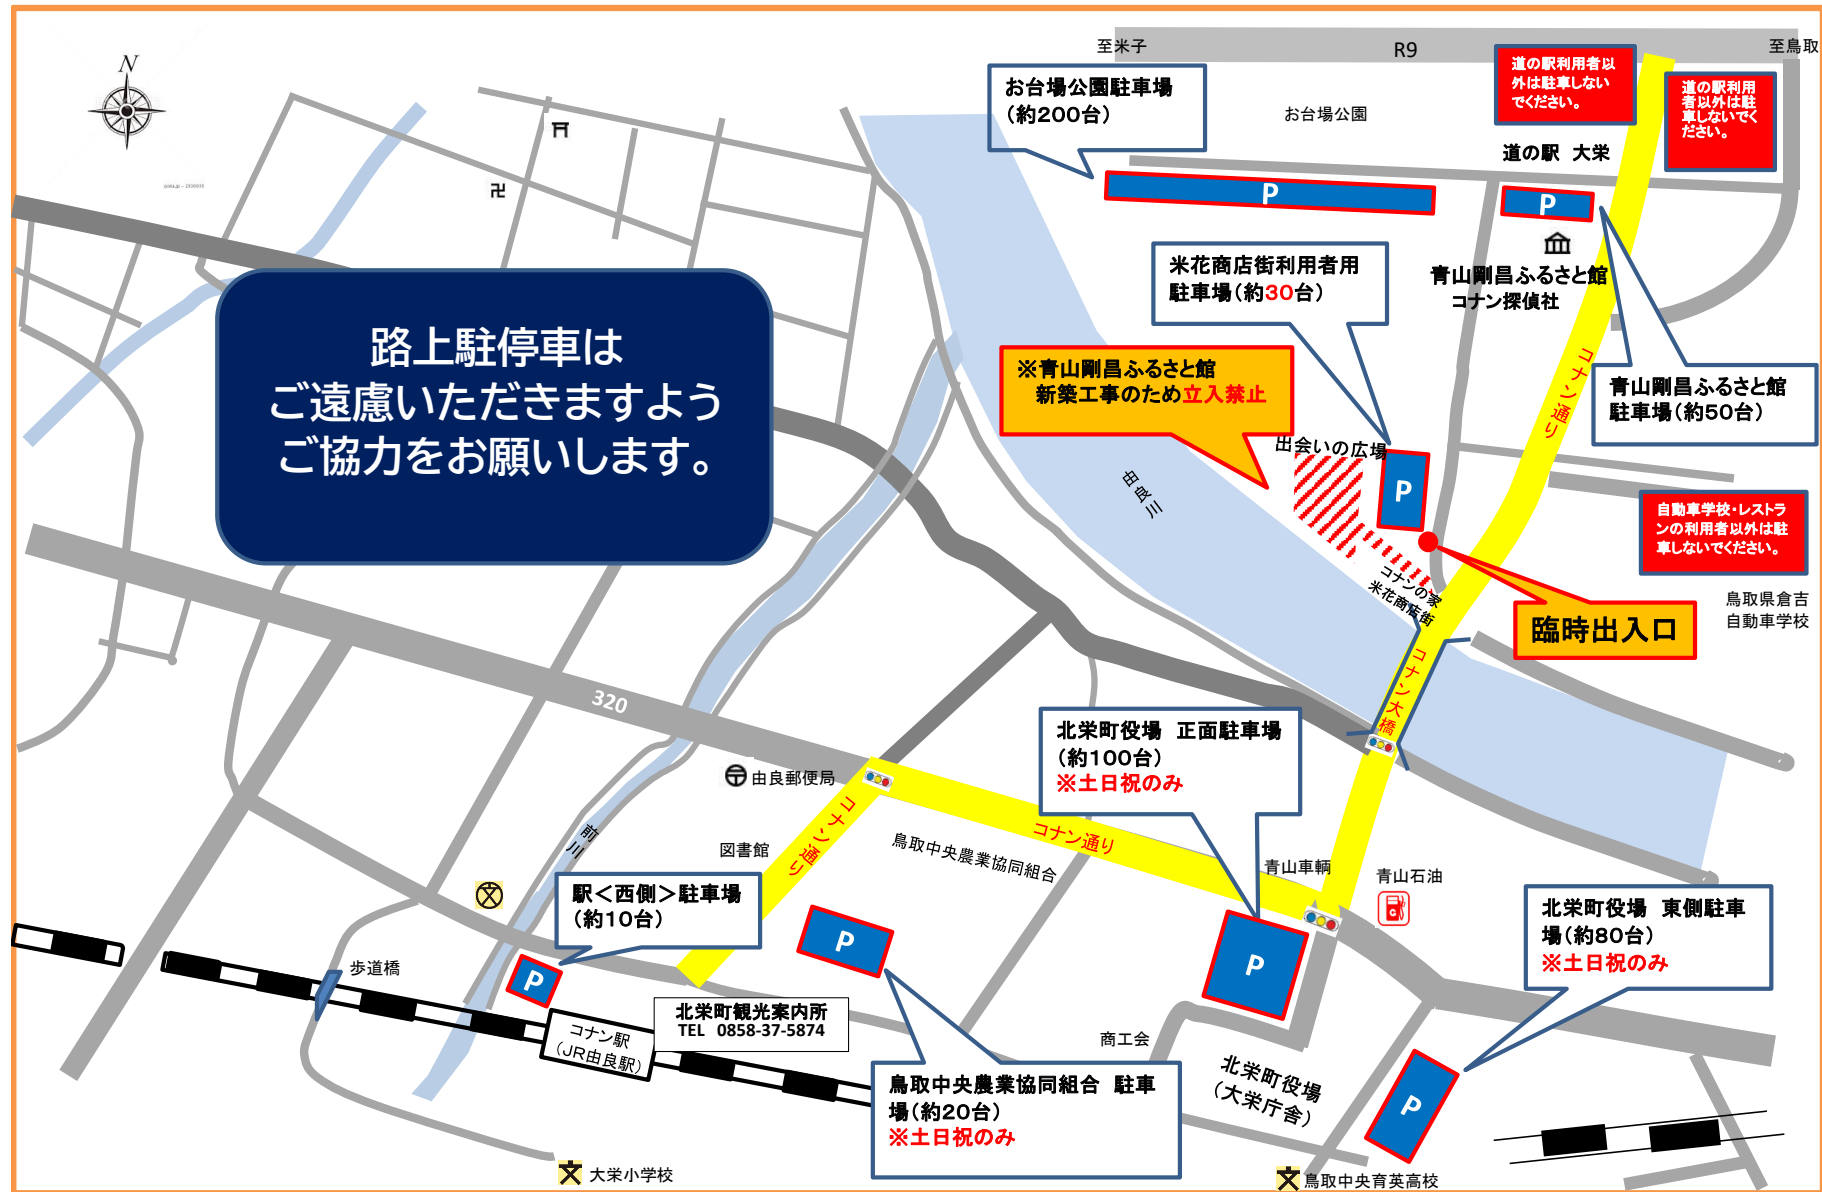 N
至米子
R9
至鳥取
お台場公園駐車場
(約200台)
お台場公園
道の駅利用者以
外は駐車しない
でください。
道の駅利用
者以外は駐
車しないでく
ださい。
道の駅 大栄
P
P
卍
青山剛昌ふるさと館
コナン探偵社
米花商店街利用者用
駐車場(約30台)
路上駐停車は
ご遠慮いただきますよう
ご協力をお願いします。
※青山剛昌ふるさと館
新築工事のため立入禁止
コナン通り
青山剛昌ふるさと館
駐車場(約50台)
出会いの広場
P
由良川
自動車学校・レストラ
ンの利用者以外は駐
車しないでください。
コナンの家
米花商店街
臨時出入口
鳥取県倉吉
自動車学校
コナン大橋
320
北栄町役場 正面駐車場
(約100台)
※土日祝のみ
由良郵便局
コナン通り
コナン通り
前川
図書館
鳥取中央農業協同組合
青山車輌
青山石油
駅<西側>駐車場
(約10台)
北栄町役場 東側駐車
場(約80台)
※土日祝のみ
P
P
P
歩道橋
北栄町観光案内所
TEL 0858-37-5874
コナン駅
(JR由良駅)
商工会
北栄町役場
(大栄庁舎)
鳥取中央農業協同組合 駐車
場(約20台)
※土日祝のみ
P
文 大栄小学校
文 鳥取中央育英高校